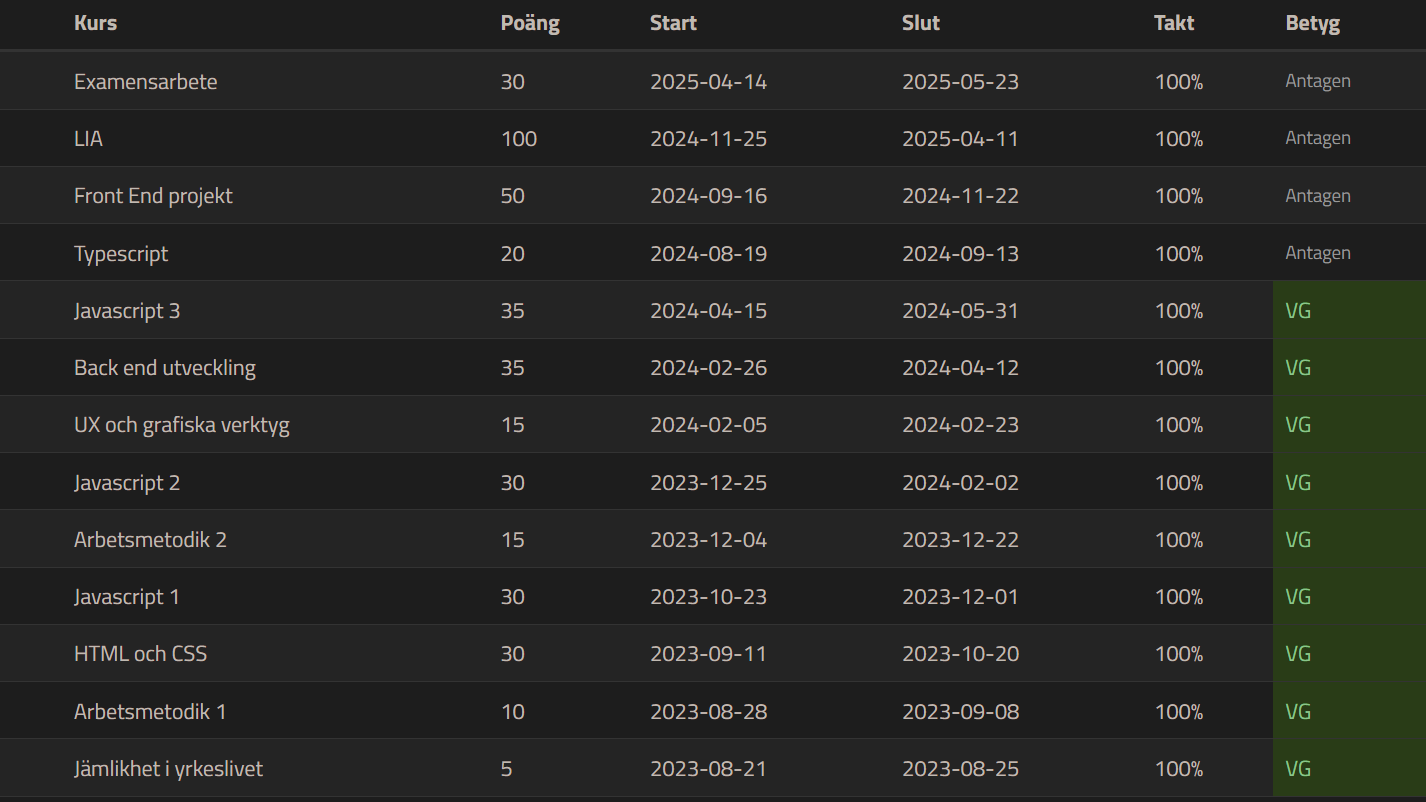 Kurs Poäng Start Slut Takt Betyg
Examensarbete 30 2025-04-14 2025-05-23 100% Antagen
LIA 100 2024-11-25 2025-04-11 100% Antagen
Front End projekt 50 2024-09-16 2024-11-22 100% Antagen
Typescript 20 2024-08-19 2024-09-13 100% Antagen
Javascript 3 35 2024-04-15 2024-05-31 100% VG
Back end utveckling 35 2024-02-26 2024-04-12 100% VG
UX och grafiska verktyg 15 2024-02-05 2024-02-23 100% VG
Javascript 2 30 2023-12-25 2024-02-02 100% VG
Arbetsmetodik 2 15 2023-12-04 2023-12-22 100% VG
Javascript 1 30 2023-10-23 2023-12-01 100% VG
HTML och CSS 30 2023-09-11 2023-10-20 100% VG
Arbetsmetodik 1 10 2023-08-28 2023-09-08 100% VG
Jämlikhet i yrkeslivet 5 2023-08-21 2023-08-25 100% VG